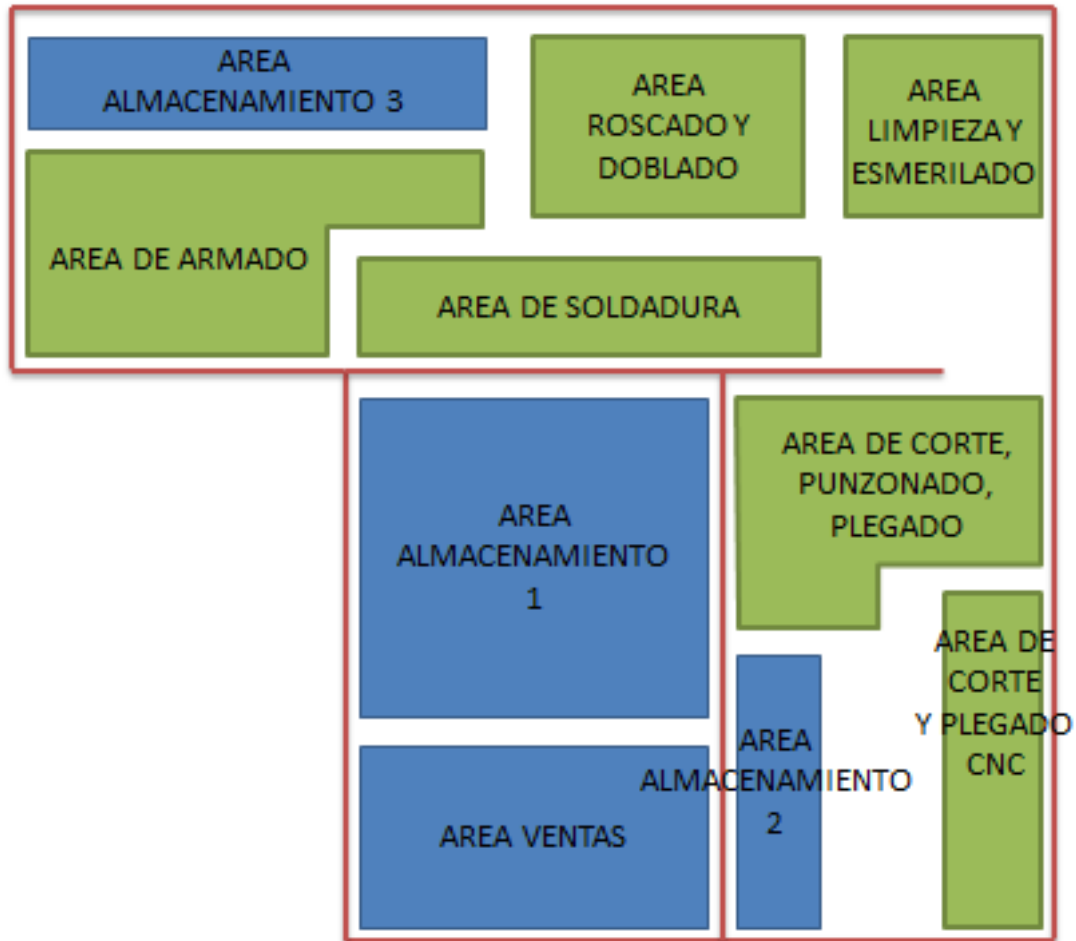 AREA
ALMACENAMIENTO 3
AREA
ROSCADO Y
DOBLADO
AREA
LIMPIEZA Y
ESMERILADO
AREA DE ARMADO
AREA DE SOLDADURA
AREA DE CORTE,
PUNZONADO,
PLEGADO
AREA
ALMACENAMIENTO
1
AREA DE
CORTE
Y PLEGADO
CNC
AREA
ALMACENAMIENTO
2
AREA VENTAS